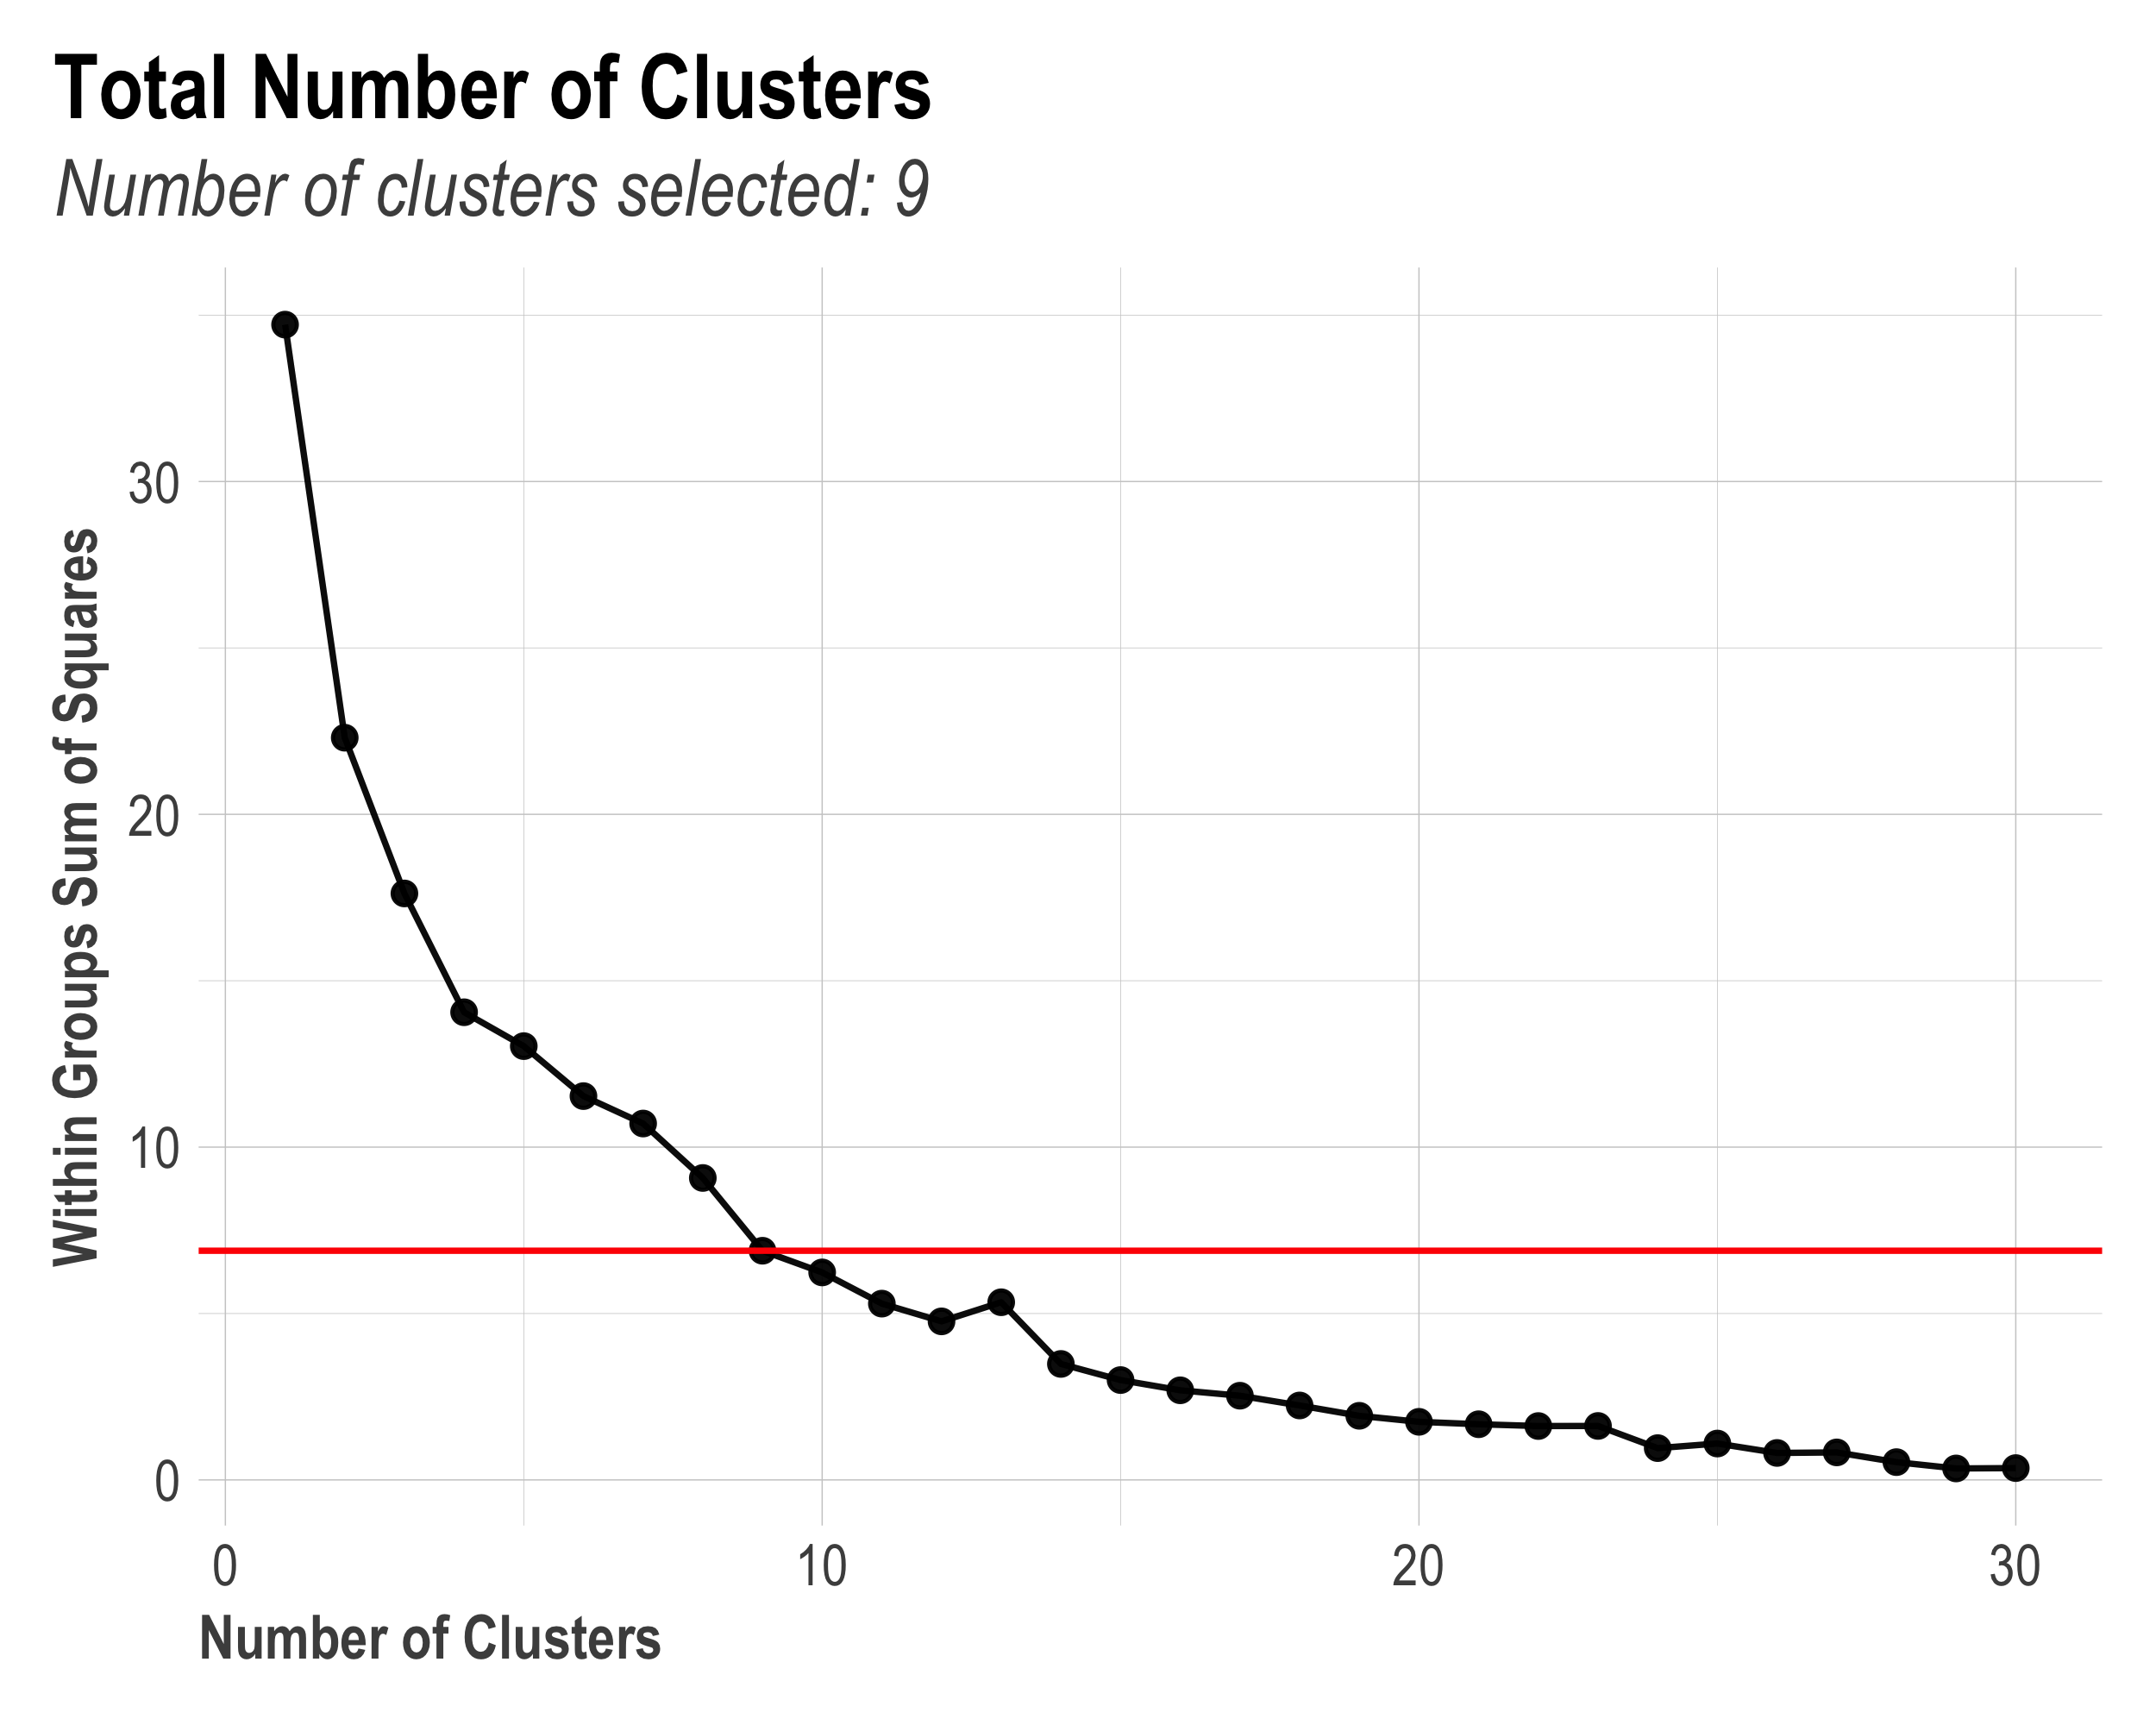 Total Number of Clusters
Number of clusters selected: 9
Within Groups Sum of Squares
30
20
10
0
0 10 20 30
Number of Clusters